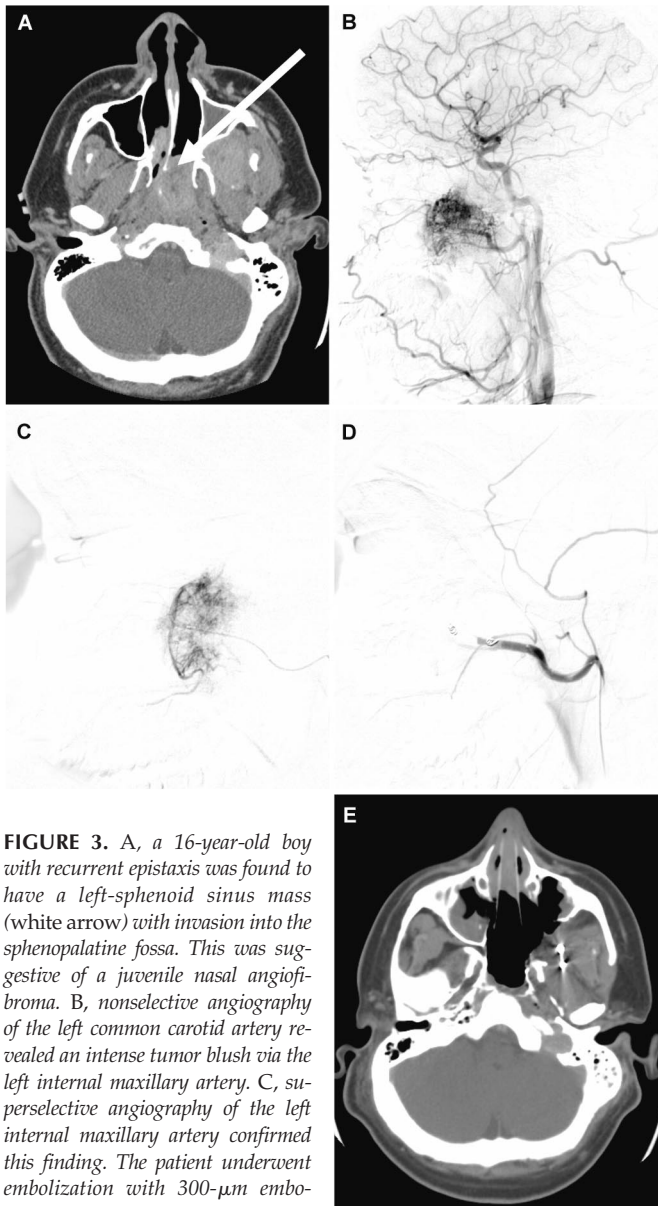 A
B
C
D
E
FIGURE 3. A, a 16-year-old boy
with recurrent epistaxis was found to
have a left-sphenoid sinus mass
(white arrow) with invasion into the
sphenopalatine fossa. This was sug-
gestive of a juvenile nasal angiofi-
broma. B, nonselective angiography
of the left common carotid artery re-
vealed an intense tumor blush via the
left internal maxillary artery. C, su-
perselective angiography of the left
internal maxillary artery confirmed
this finding. The patient underwent
embolization with 300-μm embo-